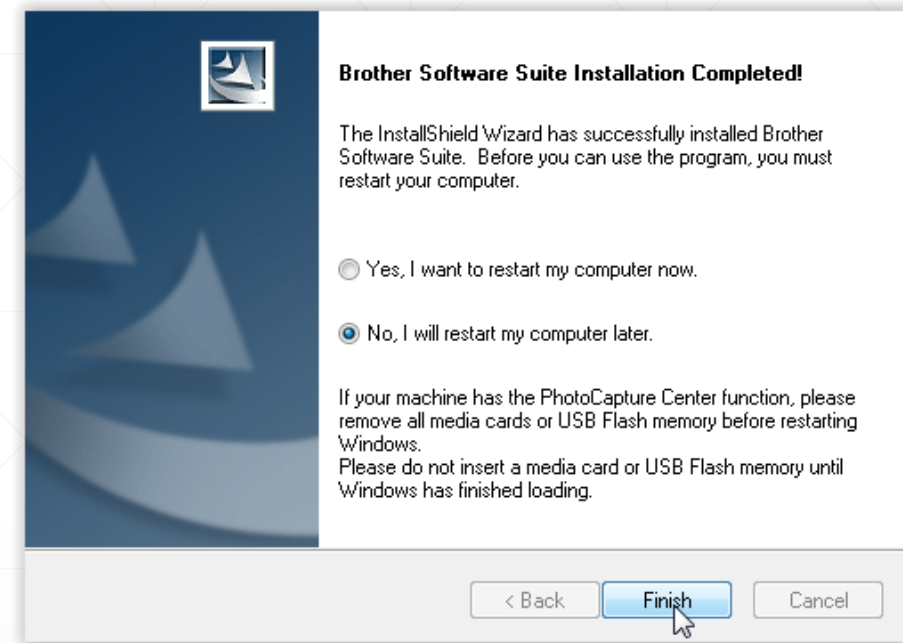 Brother Software Suite Installation Completed!
The InstallShield Wizard has successfully installed Brother
Software Suite.  Before you can use the program, you must
restart your computer.
Yes, I want to restart my computer now.
No, I will restart my computer later.
If your machine has the PhotoCapture Center function, please
remove all media cards or USB Flash memory before restarting
Windows.
Please do not insert a media card or USB Flash memory until
Windows has finished loading.
< Back Finish Cancel